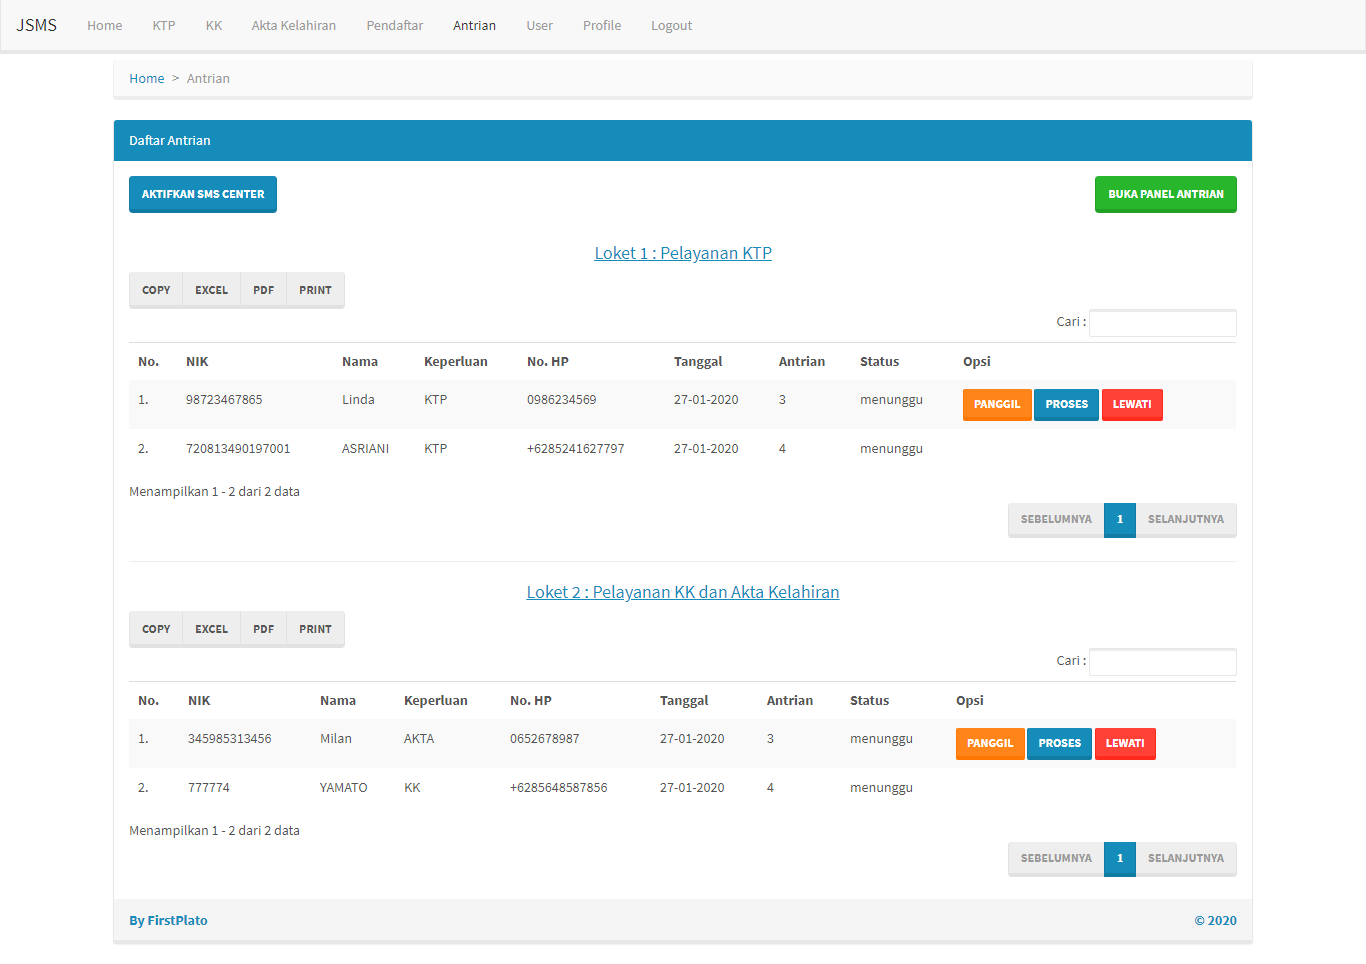 JSMS Home KTP KK Akta Kelahiran Pendaftar Antrian User Profile Logout
Home > Antrian
Daftar Antrian
AKTIFKAN SMS CENTER BUKA PANEL ANTRIAN
Loket 1 : Pelayanan KTP
COPY EXCEL PDF PRINT
Cari :
No. NIK Nama Keperluan No. HP Tanggal Antrian Status Opsi
1. 98723467865 Linda KTP 0986234569 27-01-2020 3 menunggu PANGGIL PROSES LEWATI
2. 720813490197001 ASRIANI KTP +6285241627797 27-01-2020 4 menunggu
Menampilkan 1 - 2 dari 2 data
SEBELUMNYA 1 SELANJUTNYA
Loket 2 : Pelayanan KK dan Akta Kelahiran
COPY EXCEL PDF PRINT
Cari :
No. NIK Nama Keperluan No. HP Tanggal Antrian Status Opsi
1. 345985313456 Milan AKTA 0652678987 27-01-2020 3 menunggu PANGGIL PROSES LEWATI
2. 777774 YAMATO KK +6285648587856 27-01-2020 4 menunggu
Menampilkan 1 - 2 dari 2 data
SEBELUMNYA 1 SELANJUTNYA
By FirstPlato © 2020